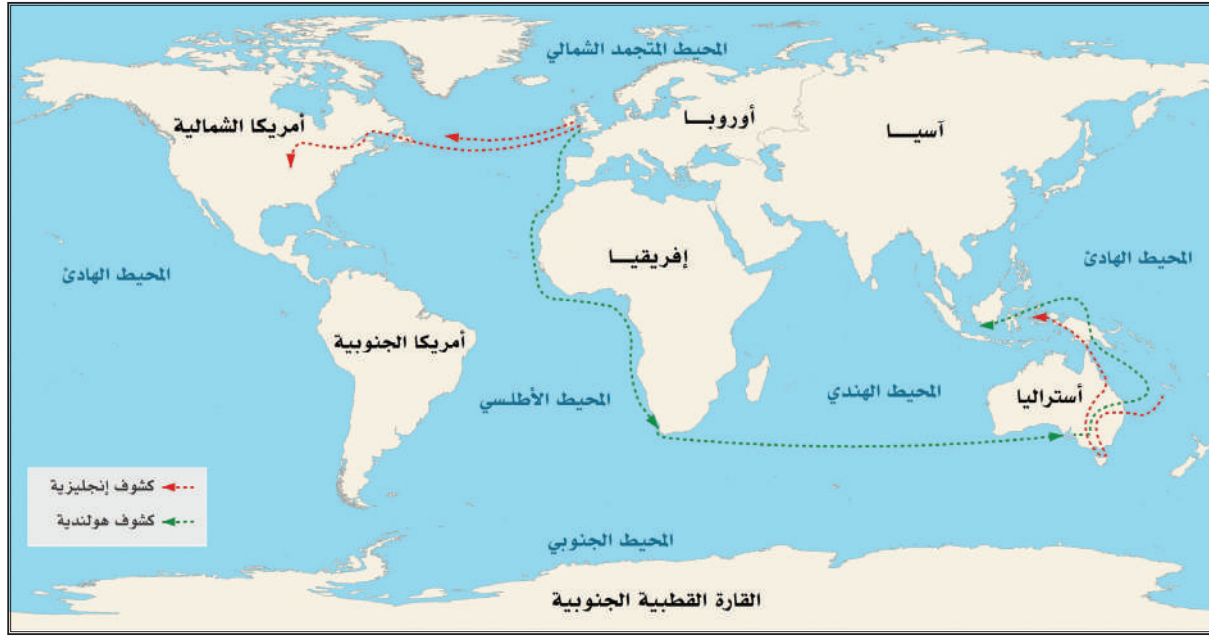 المحيط المتجمد الشمالي
أوروبـــا
أمريكا الشمالية
آسيـــا
إفريقيـــا
المحيط الهادئ
المحيط الهادئ
أمريكا الجنوبية
المحيط الهندي
المحيط الأطلسي
أستراليا
كشوف إنجليزية
كشوف هولندية
المحيط الجنوبي
القارة القطبية الجنوبية